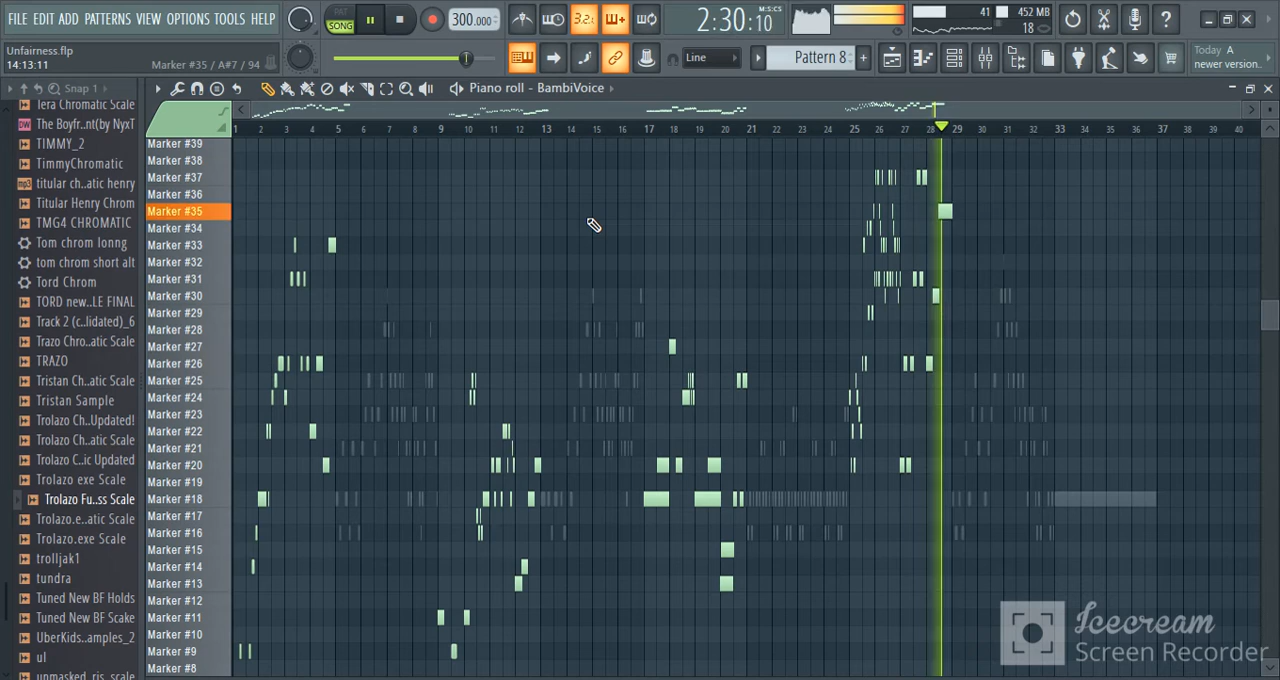 FILE EDIT ADD PATTERNS VIEW OPTIONS TOOLS HELP
PAT
SONG
300.000
3.2.
2:30:10
M:S:CS
41
452 MB
18
Unfairness.flp
14:13:11
Marker #35 / A#7 / 94
Line
Pattern 8
+
Today A
newer version..
Snap 1
Piano roll - BambiVoice
1 2 3 4 5 6 7 8 9 10 11 12 13 14 15 16 17 18 19 20 21 22 23 24 25 26 27 28 29 30 31 32 33 34 35 36 37 38 39 40
Tera Chromatic Scale
The Boyfr...nt(by NyxT
TIMMY_2
TimmyChromatic
titular ch...atic henry
Titular Henry Chrom
TMG4 CHROMATIC
Tom chrom lonng
tom chrom short alt
Tord Chrom
TORD new...LE FINAL
Track 2 (c..lidated)_6
Trazo Chro..atic Scale
TRAZO
Tristan Ch..atic Scale
Tristan Sample
Trolazo Ch..Updated!
Trolazo Ch..atic Scale
Trolazo C..ic Updated
Trolazo exe Scale
Trolazo Fu..ss Scale
Trolazo.e..atic Scale
Trolazo.exe Scale
trolljak1
tundra
Tuned New BF Holds
Tuned New BF Scake
UberKids..amples_2
ul
unmasked_ris_scale
Marker #39
Marker #38
Marker #37
Marker #36
Marker #35
Marker #34
Marker #33
Marker #32
Marker #31
Marker #30
Marker #29
Marker #28
Marker #27
Marker #26
Marker #25
Marker #24
Marker #23
Marker #22
Marker #21
Marker #20
Marker #19
Marker #18
Marker #17
Marker #16
Marker #15
Marker #14
Marker #13
Marker #12
Marker #11
Marker #10
Marker #9
Marker #8
Icecream
Screen Recorder